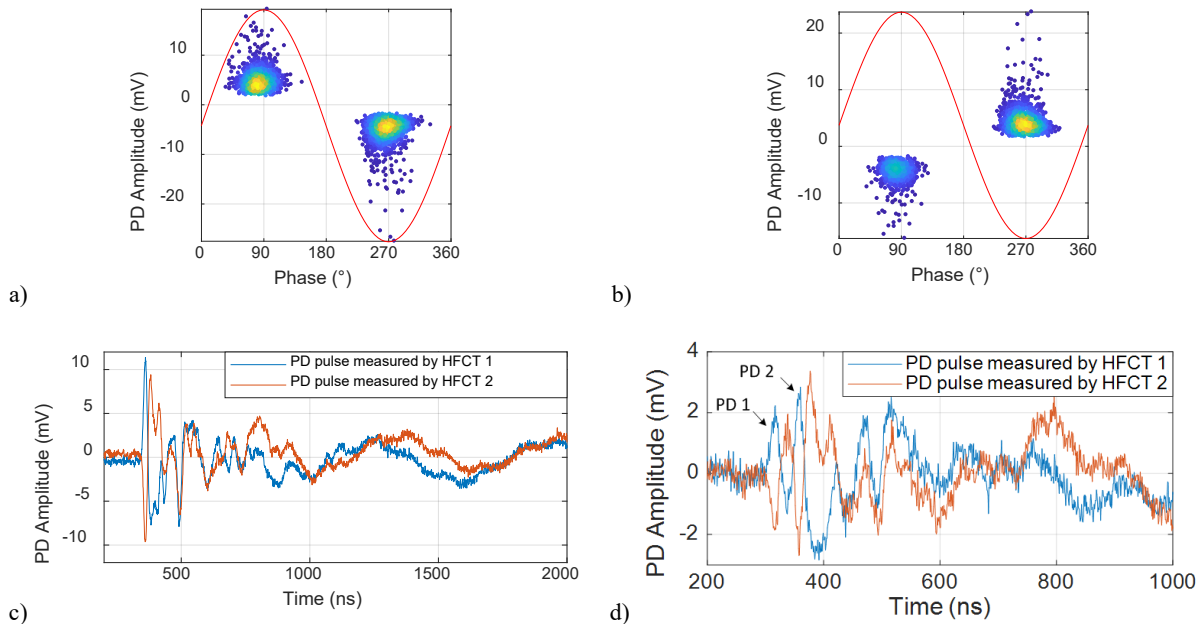 10
0
-10
-20
PD Amplitude (mV)
0 90 180 270 360
Phase (°)
a)
20
10
0
-10
PD Amplitude (mV)
0 90 180 270 360
Phase (°)
b)
PD pulse measured by HFCT 1
PD pulse measured by HFCT 2
10
5
0
-5
-10
PD Amplitude (mV)
500 1000 1500 2000
Time (ns)
c)
PD pulse measured by HFCT 1
PD pulse measured by HFCT 2
PD 2
PD 1
4
2
0
-2
PD Amplitude (mV)
200 400 600 800 1000
Time (ns)
d)